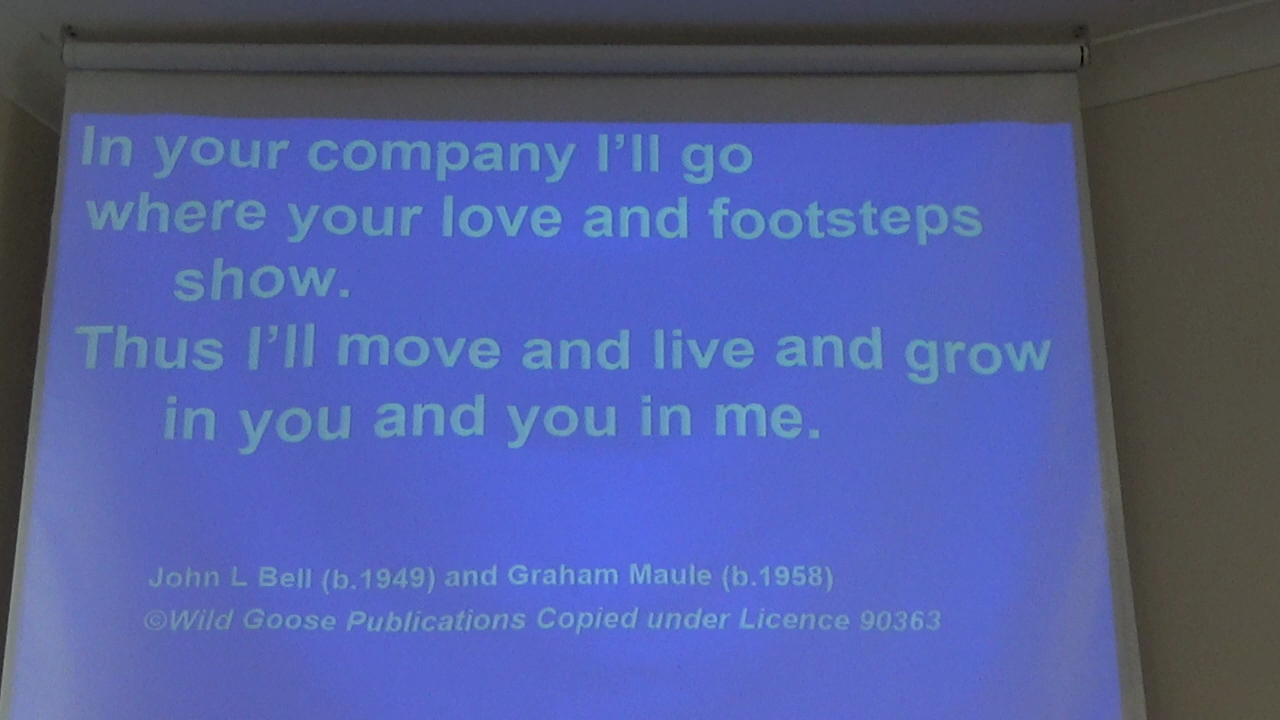 In your company I’ll go
where your love and footsteps
show.
Thus I’ll move and live and grow
in you and you in me.
John L Bell (b.1949) and Graham Maule (b.1958)
©Wild Goose Publications Copied under Licence 90363